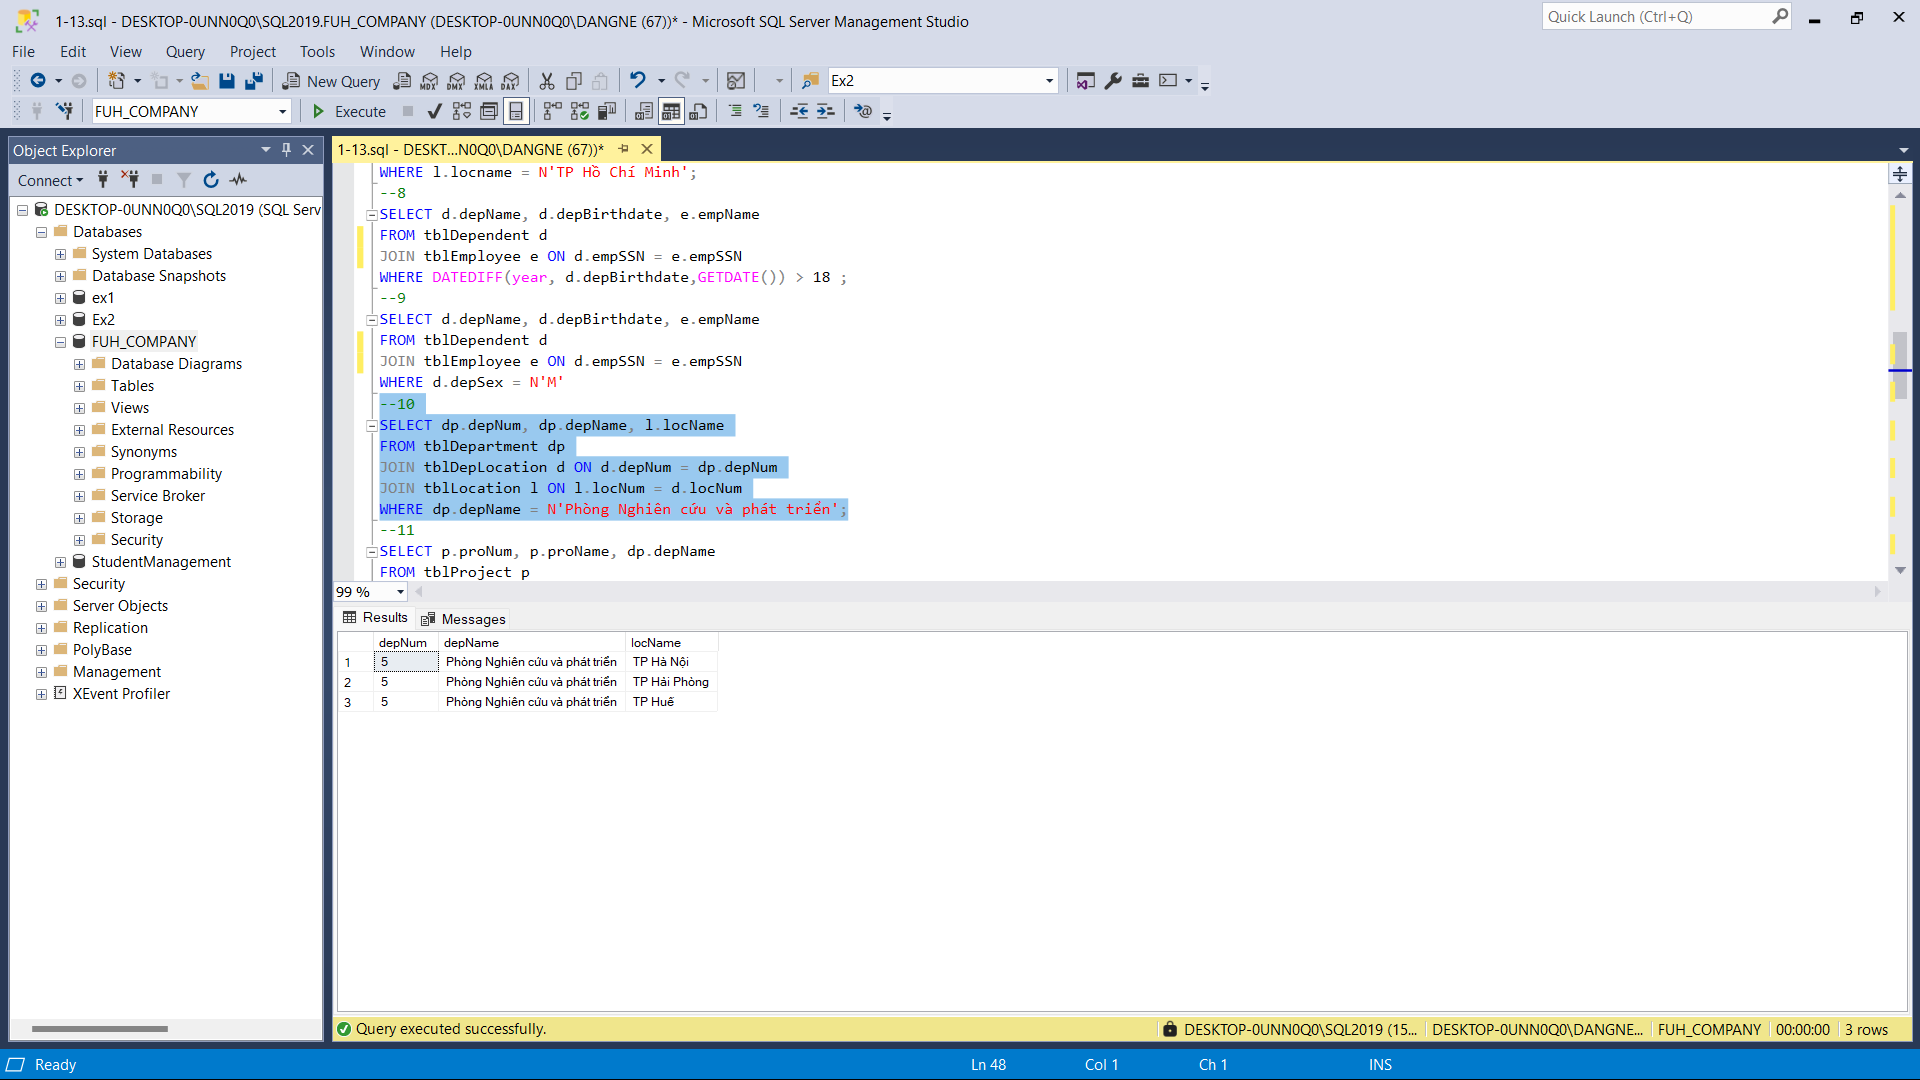 1-13.sql - DESKTOP-0UNN0Q0\SQL2019.FUH_COMPANY (DESKTOP-0UNN0Q0\DANGNE (67))* - Microsoft SQL Server Management Studio
Quick Launch (Ctrl+Q)
File Edit View Query Project Tools Window Help
New Query MDX DMX XMLA DAX Ex2
FUH_COMPANY Execute
Object Explorer
1-13.sql - DESKT...N0Q0\DANGNE (67))*
Connect
DESKTOP-0UNN0Q0\SQL2019 (SQL Serv
Databases
System Databases
Database Snapshots
ex1
Ex2
FUH_COMPANY
Database Diagrams
Tables
Views
External Resources
Synonyms
Programmability
Service Broker
Storage
Security
StudentManagement
Security
Server Objects
Replication
PolyBase
Management
XEvent Profiler
WHERE l.locname = N'TP Hồ Chí Minh';
--8
SELECT d.depName, d.depBirthdate, e.empName
FROM tblDependent d
JOIN tblEmployee e ON d.empSSN = e.empSSN
WHERE DATEDIFF(year, d.depBirthdate,GETDATE()) > 18 ;
--9
SELECT d.depName, d.depBirthdate, e.empName
FROM tblDependent d
JOIN tblEmployee e ON d.empSSN = e.empSSN
WHERE d.depSex = N'M'
--10
SELECT dp.depNum, dp.depName, l.locName
FROM tblDepartment dp
JOIN tblDepLocation d ON d.depNum = dp.depNum
JOIN tblLocation l ON l.locNum = d.locNum
WHERE dp.depName = N'Phòng Nghiên cứu và phát triển';
--11
SELECT p.proNum, p.proName, dp.depName
FROM tblProject p
99 %
Results Messages
depNum depName locName
1 5 Phòng Nghiên cứu và phát triển TP Hà Nội
2 5 Phòng Nghiên cứu và phát triển TP Hải Phòng
3 5 Phòng Nghiên cứu và phát triển TP Huế
Query executed successfully. DESKTOP-0UNN0Q0\SQL2019 (15... DESKTOP-0UNN0Q0\DANGNE... FUH_COMPANY 00:00:00 3 rows
Ready Ln 48 Col 1 Ch 1 INS